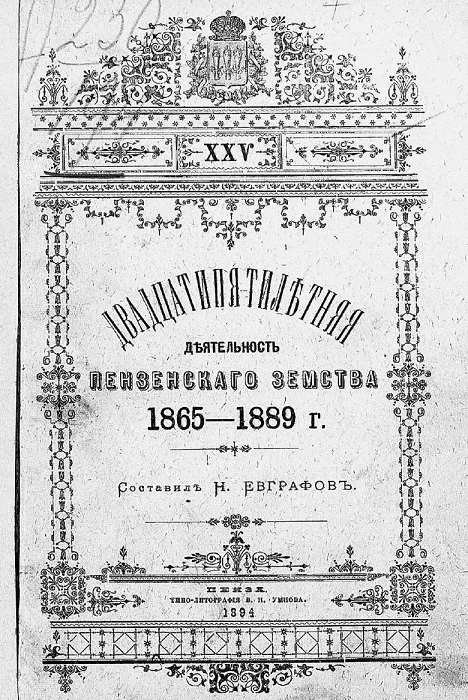 XXV
ДВАДЦАТИПЯТИЛѢТНЯЯ
ДѢЯТЕЛЬНОСТЬ
ПЕНЗЕНСКАГО ЗЕМСТВА
1865—1889 г.
Составилъ Н. ЕВГРАФОВЪ.
ПЕНЗА
ТИПО-ЛИТОГРАФІЯ В. Н. УМНОВА.
1894